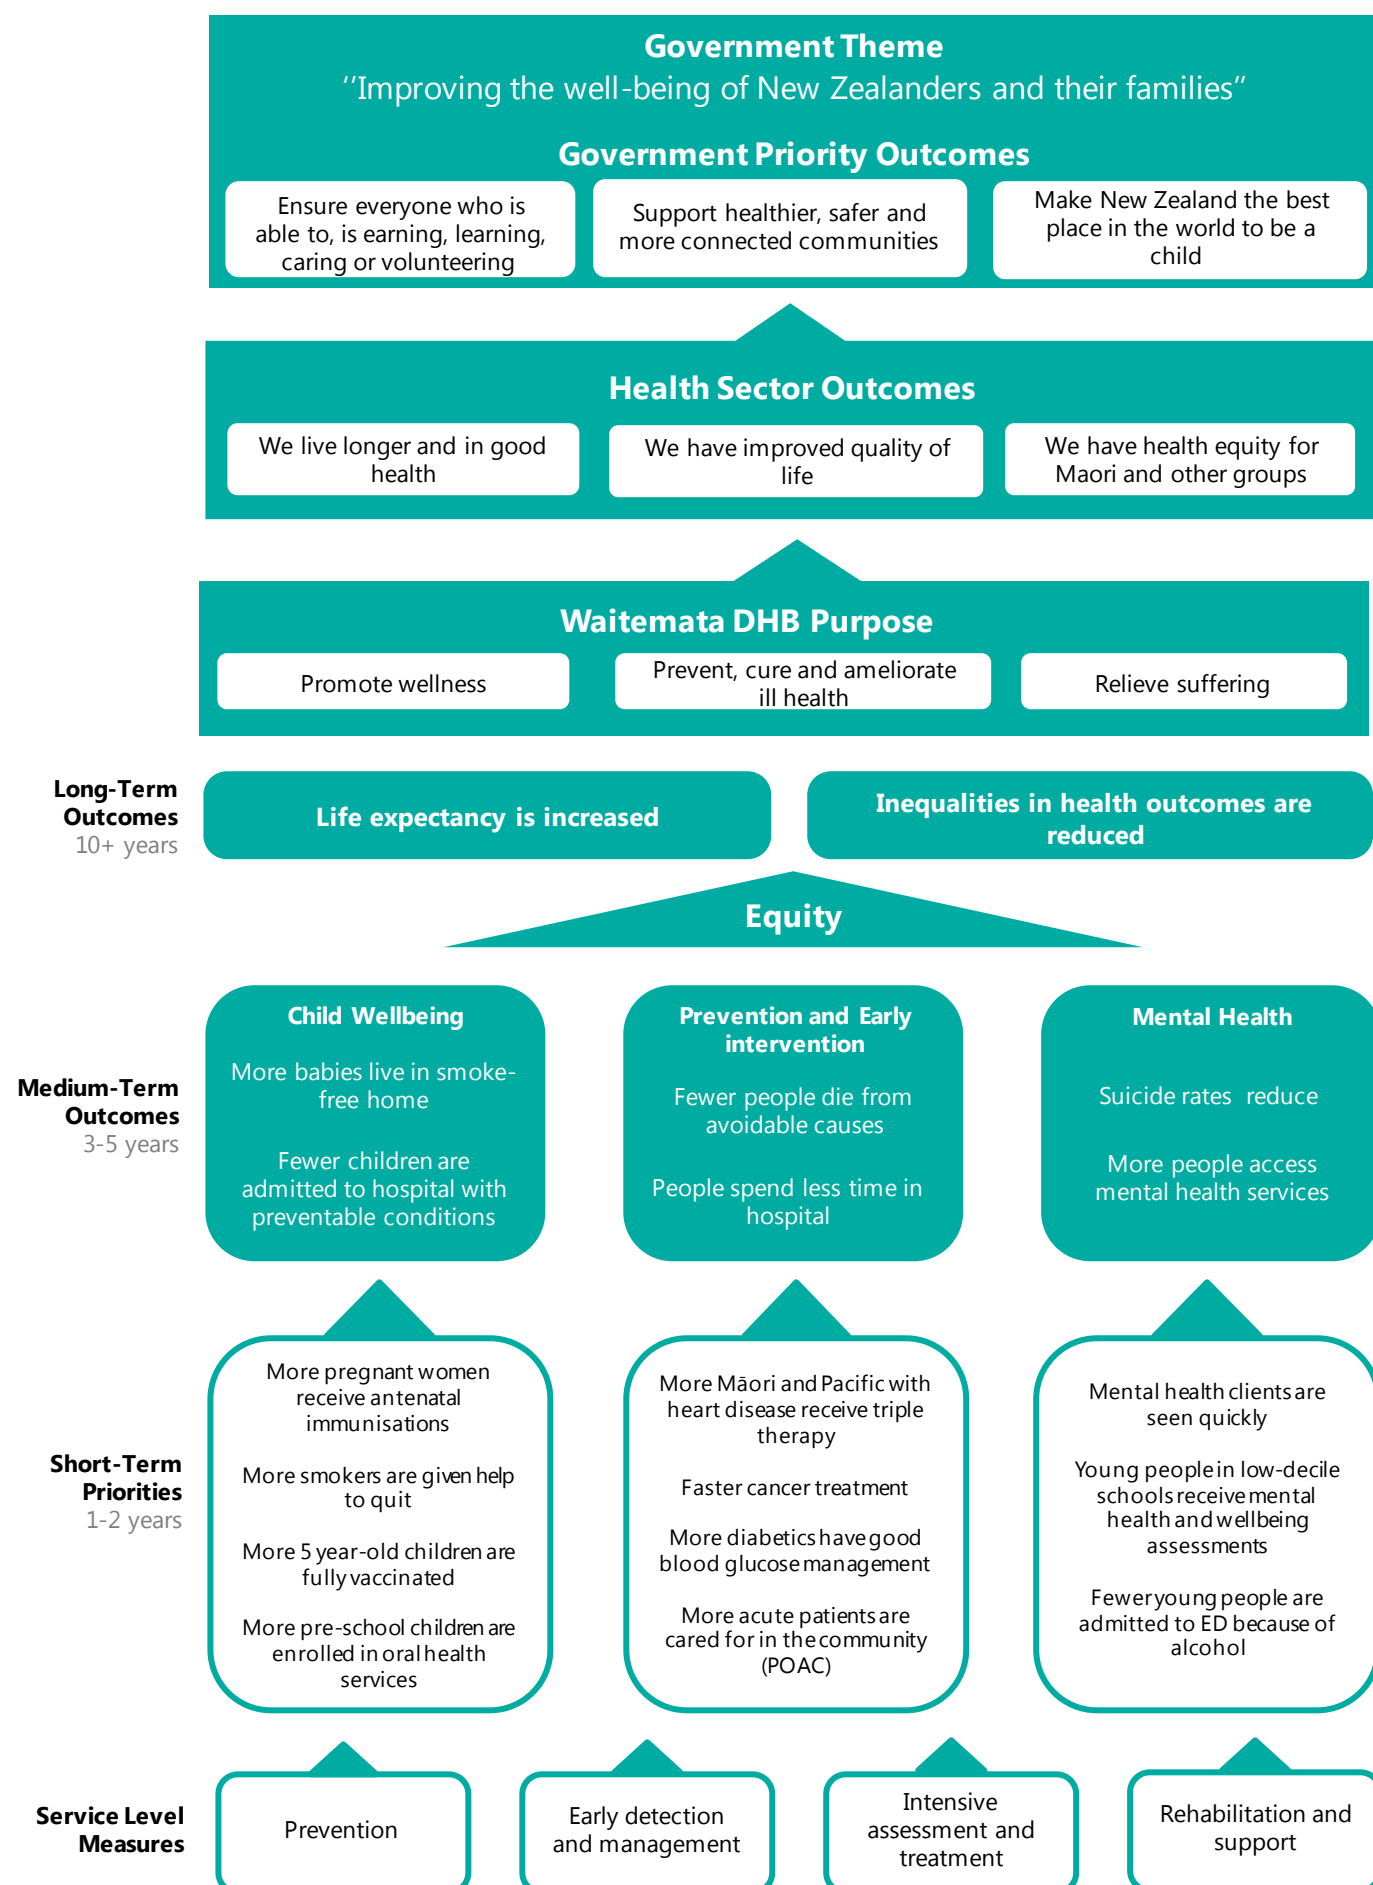 Government Theme
‘’Improving the well-being of New Zealanders and their families’’
Government Priority Outcomes
Ensure everyone who is
able to, is earning, learning,
caring or volunteering
Support healthier, safer and
more connected communities
Make New Zealand the best
place in the world to be a
child
Health Sector Outcomes
We live longer and in good
health
We have improved quality of
life
We have health equity for
Maori and other groups
Waitemata DHB Purpose
Promote wellness
Prevent, cure and ameliorate
ill health
Relieve suffering
Long-Term
Outcomes
10+ years
Life expectancy is increased
Inequalities in health outcomes are
reduced
Equity
Medium-Term
Outcomes
3-5 years
Child Wellbeing
More babies live in smoke-
free home
Fewer children are
admitted to hospital with
preventable conditions
Prevention and Early
intervention
Fewer people die from
avoidable causes
People spend less time in
hospital
Mental Health
Suicide rates reduce
More people access
mental health services
Short-Term
Priorities
1-2 years
More pregnant women
receive antenatal
immunisations
More smokers are given help
to quit
More 5 year-old children are
fully vaccinated
More pre-school children are
enrolled in oral health
services
More Māori and Pacific with
heart disease receive triple
therapy
Faster cancer treatment
More diabetics have good
blood glucose management
More acute patients are
cared for in the community
(POAC)
Mental health clients are
seen quickly
Young people in low-decile
schools receive mental
health and wellbeing
assessments
Fewer young people are
admitted to ED because of
alcohol
Service Level
Measures
Prevention
Early detection
and management
Intensive
assessment and
treatment
Rehabilitation and
support